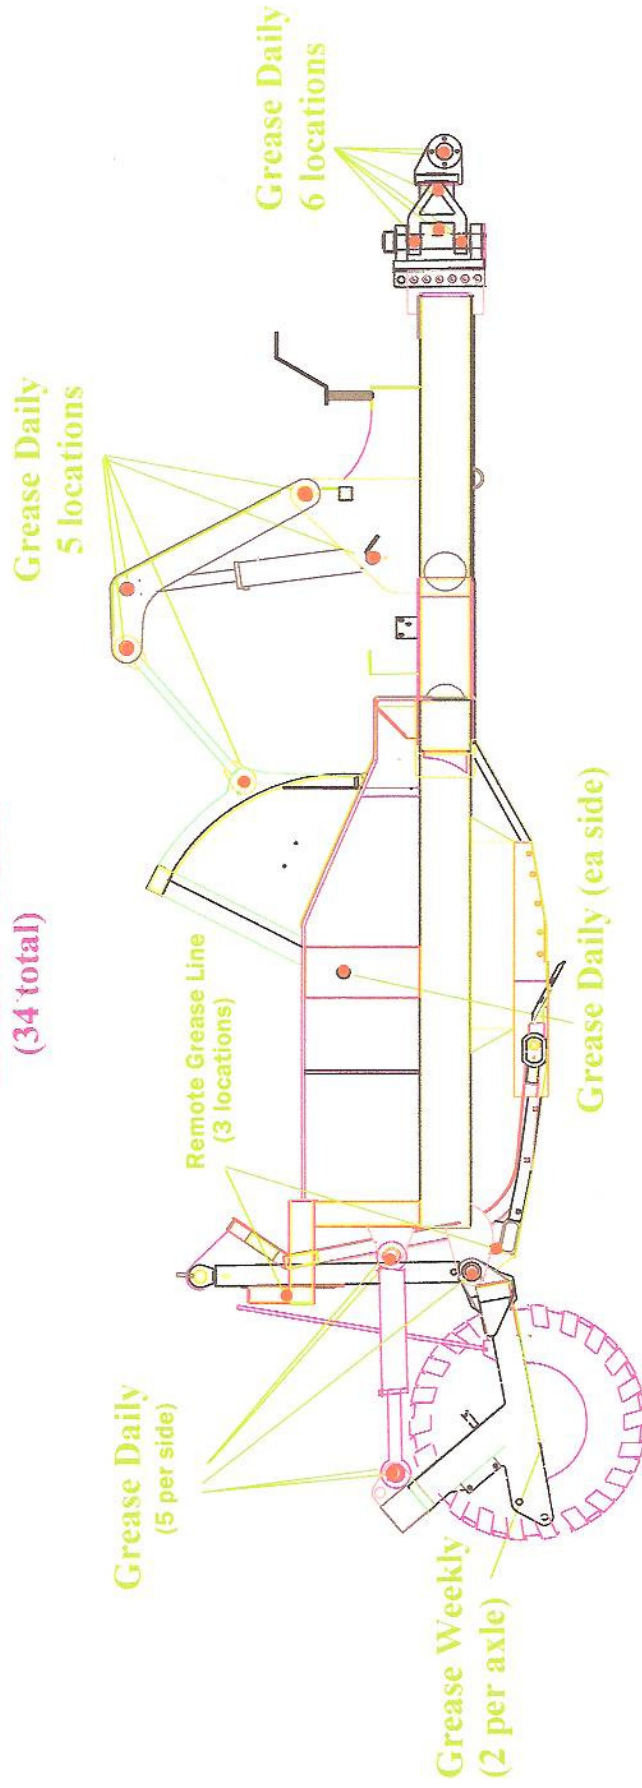 (34 total)
Grease Daily
(5 per side)
Remote Grease Line
(3 locations)
Grease Daily
5 locations
Grease Daily
6 locations
Grease Weekly
(2 per axle)
Grease Daily (ea side)